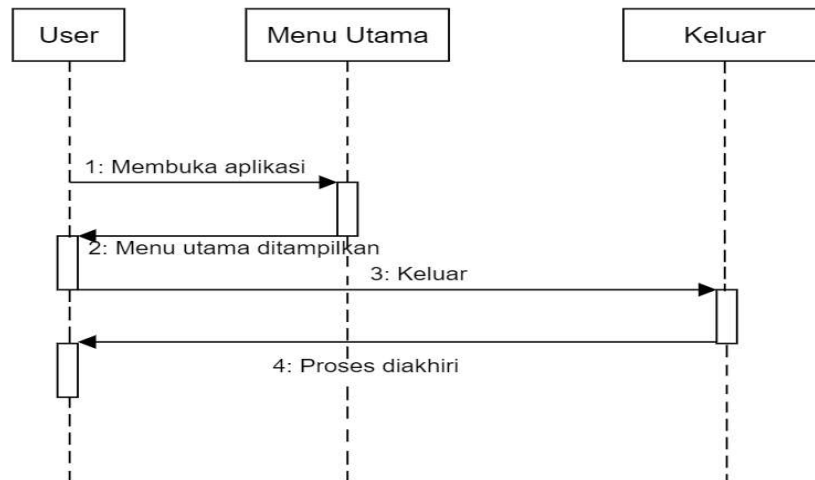 User
Menu Utama
Keluar
1: Membuka aplikasi
2: Menu utama ditampilkan
3: Keluar
4: Proses diakhiri